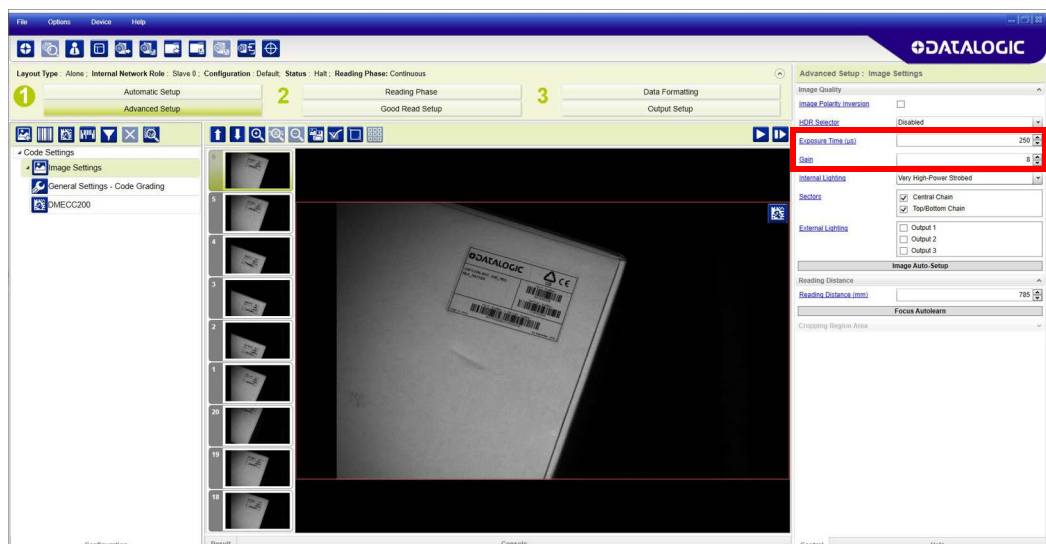 File Options Device Help
DATALOGIC
Layout Type : Alone ; Internal Network Role : Slave 0 ; Configuration : Default; Status : Halt ; Reading Phase: Continuous
1 Automatic Setup
Advanced Setup
2 Reading Phase
Good Read Setup
3 Data Formatting
Output Setup
Code Settings
Image Settings
General Settings - Code Grading
DMECC200
6
5
4
3
2
1
20
19
18
DATALOGIC
CE
Advanced Setup : Image Settings
Image Quality
Image Polarity Inversion
HDR Selector Disabled
Exposure Time (us) 250
Gain 8
Internal Lighting Very High-Power Strobed
Sectors Central Chain
Top/Bottom Chain
External Lighting Output 1
Output 2
Output 3
Image Auto-Setup
Reading Distance
Reading Distance (mm) 785
Focus Autolearn
Cropping Region Area
Configuration Result Console Control Help